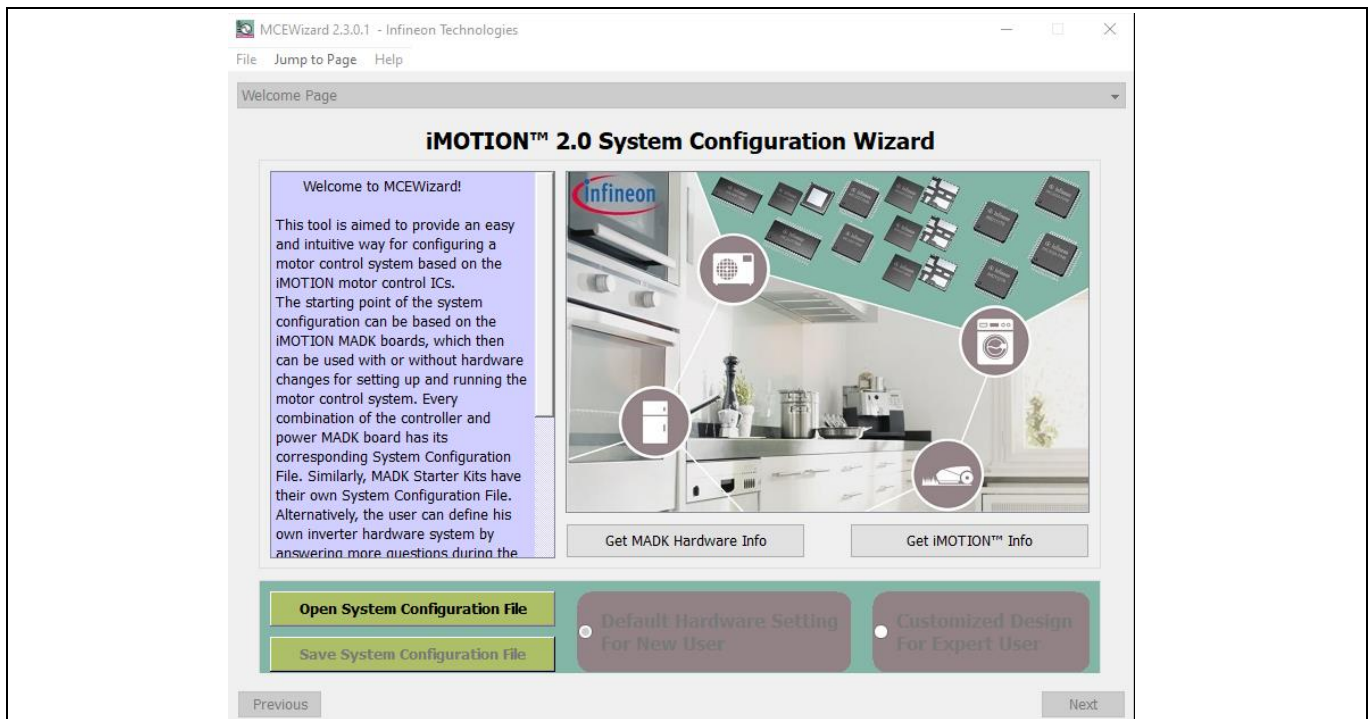 MCEWizard 2.3.0.1 - Infineon Technologies
File Jump to Page Help
Welcome Page
iMOTION™ 2.0 System Configuration Wizard
Welcome to MCEWizard!
This tool is aimed to provide an easy
and intuitive way for configuring a
motor control system based on the
iMOTION motor control ICs.
The starting point of the system
configuration can be based on the
iMOTION MADK boards, which then
can be used with or without hardware
changes for setting up and running the
motor control system. Every
combination of the controller and
power MADK board has its
corresponding System Configuration
File. Similarly, MADK Starter Kits have
their own System Configuration File.
Alternatively, the user can define his
own inverter hardware system by
answering more questions during the
infineon
Get MADK Hardware Info
Get iMOTION™ Info
Open System Configuration File
Save System Configuration File
Default Hardware Setting
For New User
Customized Design
For Expert User
Previous
Next